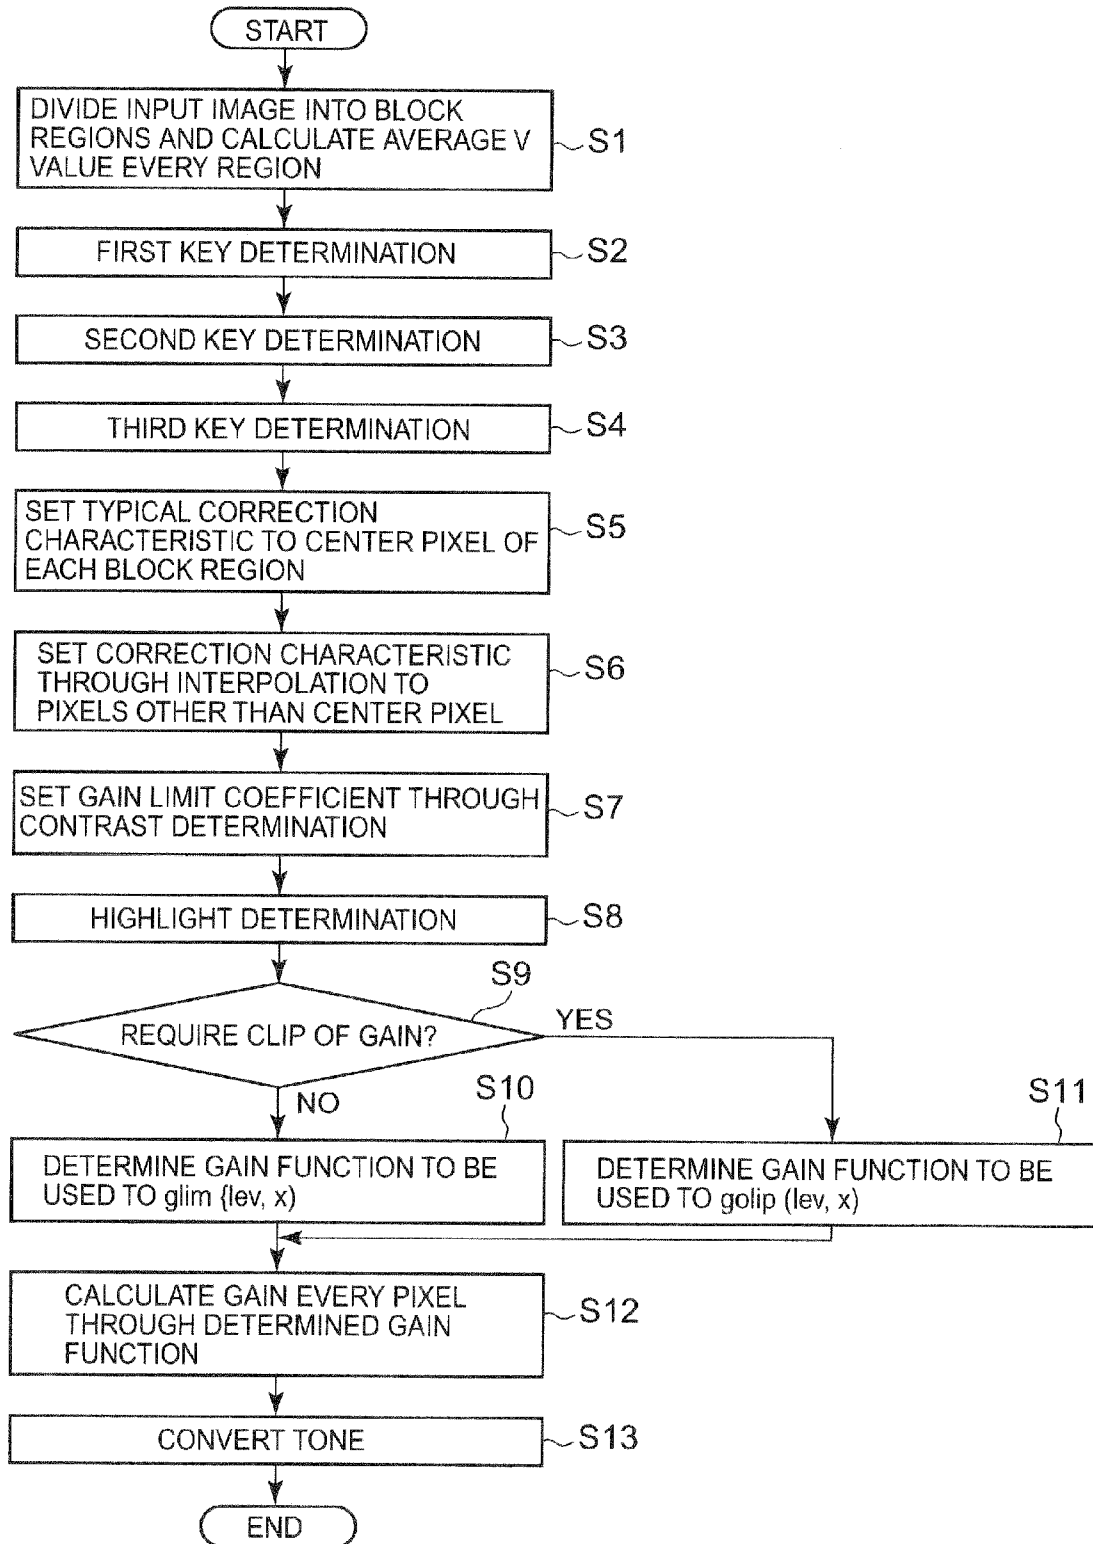 START
DIVIDE INPUT IMAGE INTO BLOCK
REGIONS AND CALCULATE AVERAGE V
VALUE EVERY REGION
S1
FIRST KEY DETERMINATION
S2
SECOND KEY DETERMINATION
S3
THIRD KEY DETERMINATION
S4
SET TYPICAL CORRECTION
CHARACTERISTIC TO CENTER PIXEL OF
EACH BLOCK REGION
S5
SET CORRECTION CHARACTERISTIC
THROUGH INTERPOLATION TO
PIXELS OTHER THAN CENTER PIXEL
S6
SET GAIN LIMIT COEFFICIENT THROUGH
CONTRAST DETERMINATION
S7
HIGHLIGHT DETERMINATION
S8
S9
REQUIRE CLIP OF GAIN?
YES
NO
S10
DETERMINE GAIN FUNCTION TO BE
USED TO glim {lev, x)
S11
DETERMINE GAIN FUNCTION TO BE
USED TO golip (lev, x)
CALCULATE GAIN EVERY PIXEL
THROUGH DETERMINED GAIN
FUNCTION
S12
CONVERT TONE
S13
END